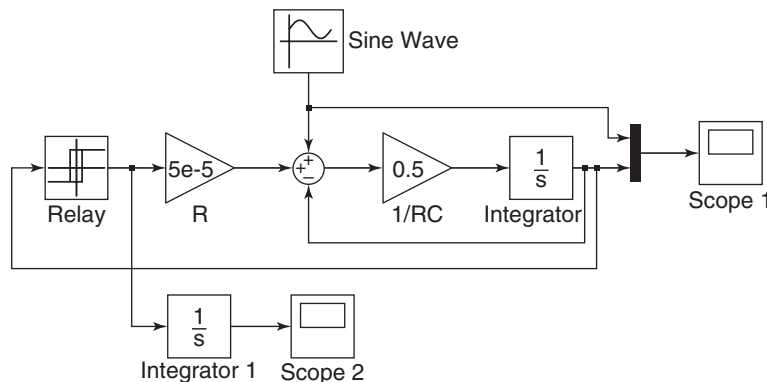 Sine Wave
+
+
−
5e-5
0.5
1
s
Relay
R
1/RC
Integrator
Scope 1
1
s
Integrator 1
Scope 2